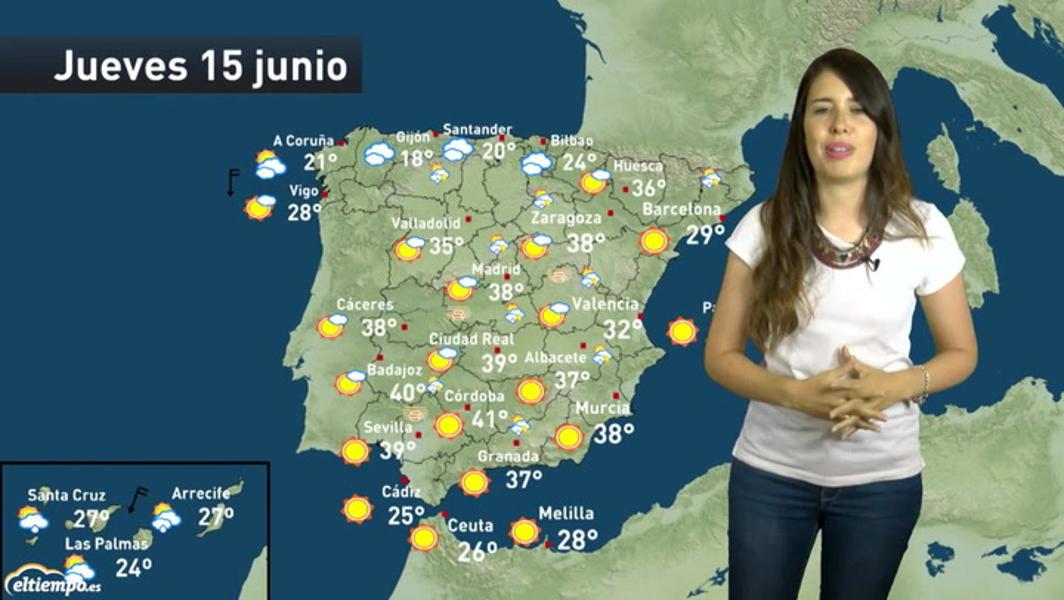 Jueves 15 junio
A Coruña
21°
Gijón
18°
Santander
20°
Bilbao
24°
Huesca
36°
Vigo
28°
Barcelona
29°
Valladolid
35°
Zaragoza
38°
Madrid
38°
Cáceres
38°
Valencia
32°
Ciudad Real
39°
Albacete
37°
Badajoz
40°
Córdoba
41°
Murcia
38°
Sevilla
39°
Granada
37°
Cádiz
25°
Ceuta
26°
Melilla
28°
Pa
Santa Cruz
27°
Arrecife
27°
Las Palmas
24°
eltiempo.es